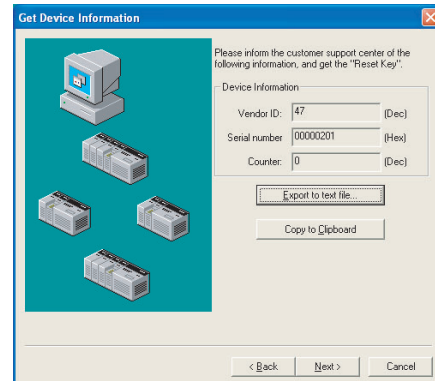 Get Device Information
Please inform the customer support center of the
following information, and get the "Reset Key".
Device Information
Vendor ID: 47 (Dec)
Serial number 00000201 (Hex)
Counter: 0 (Dec)
Export to text file...
Copy to Clipboard
< Back Next > Cancel